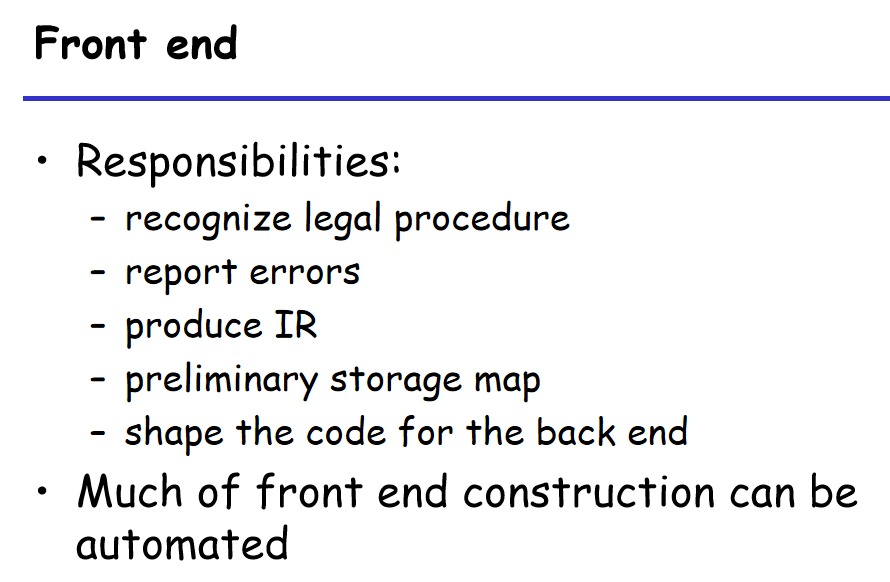 Front end
• Responsibilities:
– recognize legal procedure
– report errors
– produce IR
– preliminary storage map
– shape the code for the back end
• Much of front end construction can be
automated